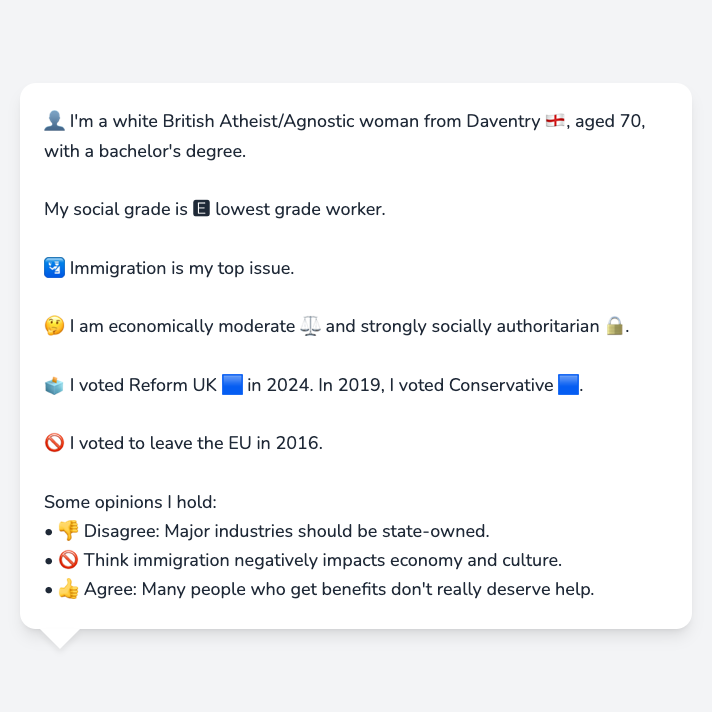 👤 I'm a white British Atheist/Agnostic woman from Daventry 🏴󠁧󠁢󠁥󠁮󠁧󠁿, aged 70,
with a bachelor's degree.
My social grade is 🅴 lowest grade worker.
🛂 Immigration is my top issue.
🤔 I am economically moderate ⚖️ and strongly socially authoritarian 🔒.
🗳️ I voted Reform UK 🟦 in 2024. In 2019, I voted Conservative 🟦.
🚫 I voted to leave the EU in 2016.
Some opinions I hold:
• 👎 Disagree: Major industries should be state-owned.
• 🚫 Think immigration negatively impacts economy and culture.
• 👍 Agree: Many people who get benefits don't really deserve help.